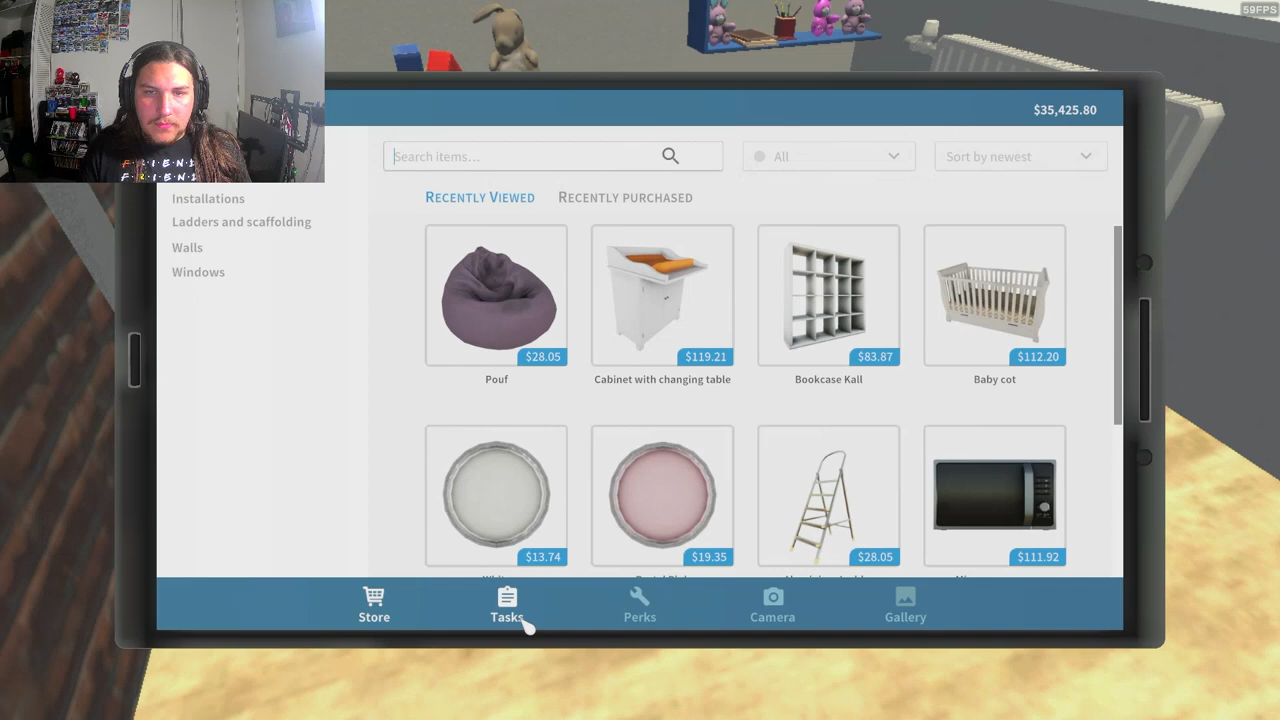 59FPS
F·R·I·E·N·D
F·R·I·E·N·D
$35,425.80
Search items...
All
Sort by newest
Installations
Ladders and scaffolding
Walls
Windows
RECENTLY VIEWED
RECENTLY PURCHASED
$28.05
$119.21
$83.87
$112.20
Pouf
Cabinet with changing table
Bookcase Kall
Baby cot
$13.74
$19.35
$28.05
$111.92
Store
Tasks
Perks
Camera
Gallery